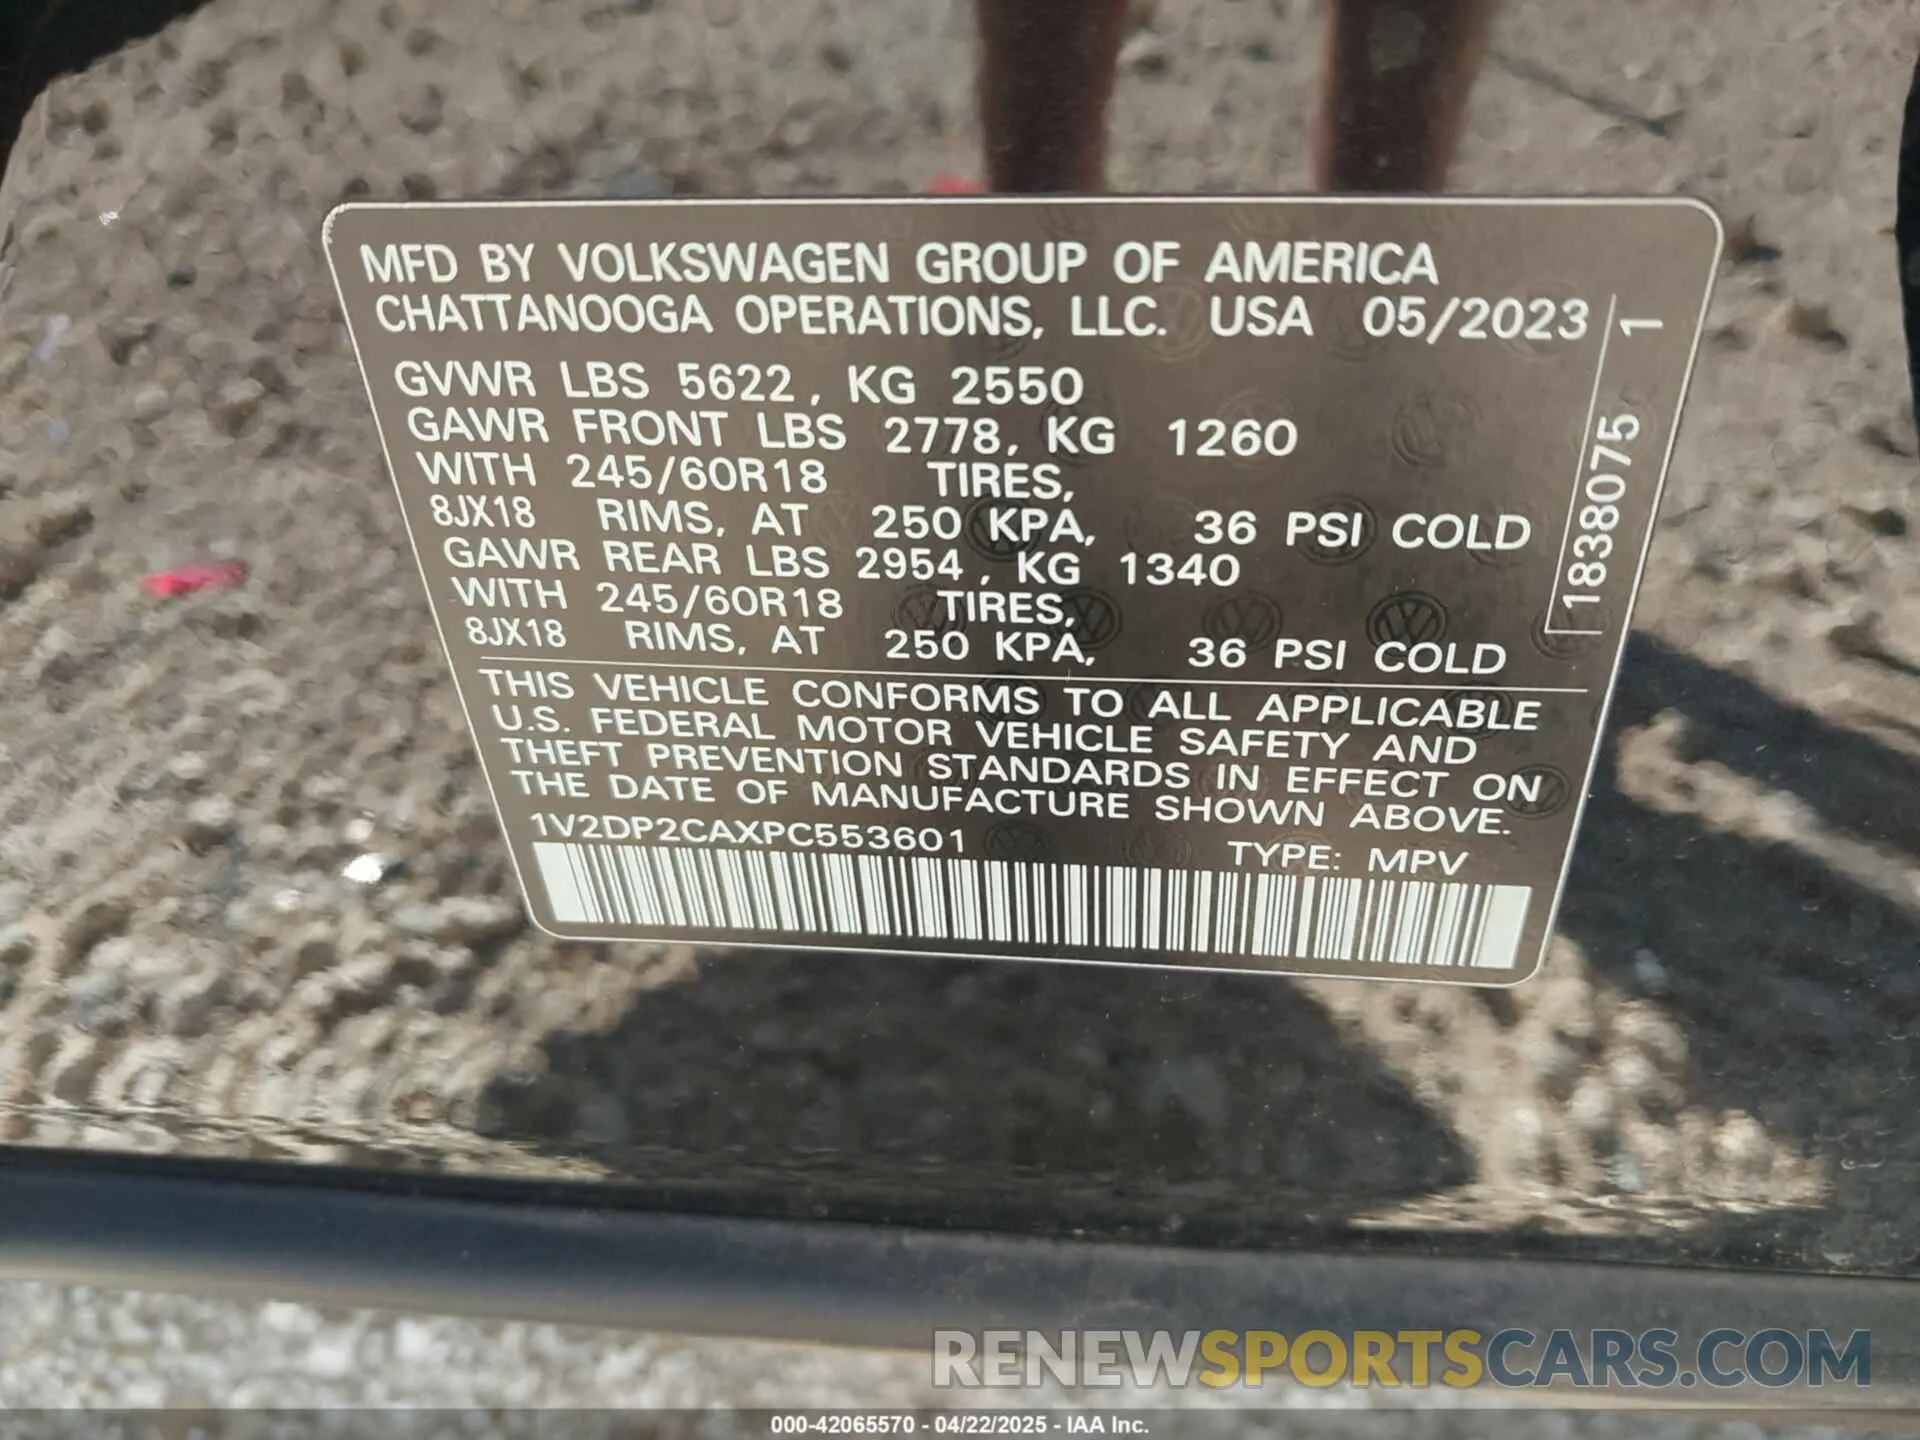 MFD BY VOLKSWAGEN GROUP OF AMERICA
CHATTANOOGA OPERATIONS, LLC. USA 05/2023
GVWR LBS 5622, KG 2550
GAWR FRONT LBS 2778, KG 1260
WITH 245/60R18 TIRES,
8JX18 RIMS, AT 250 KPA, 36 PSI COLD
GAWR REAR LBS 2954, KG 1340
WITH 245/60R18 TIRES,
8JX18 RIMS, AT 250 KPA, 36 PSI COLD
1838075 1
THIS VEHICLE CONFORMS TO ALL APPLICABLE
U.S. FEDERAL MOTOR VEHICLE SAFETY AND
THEFT PREVENTION STANDARDS IN EFFECT ON
THE DATE OF MANUFACTURE SHOWN ABOVE.
1V2DP2CAXPC553601 TYPE: MPV
RENEWSPORTSCARS.COM
000-42065570 - 04/22/2025 - IAA Inc.